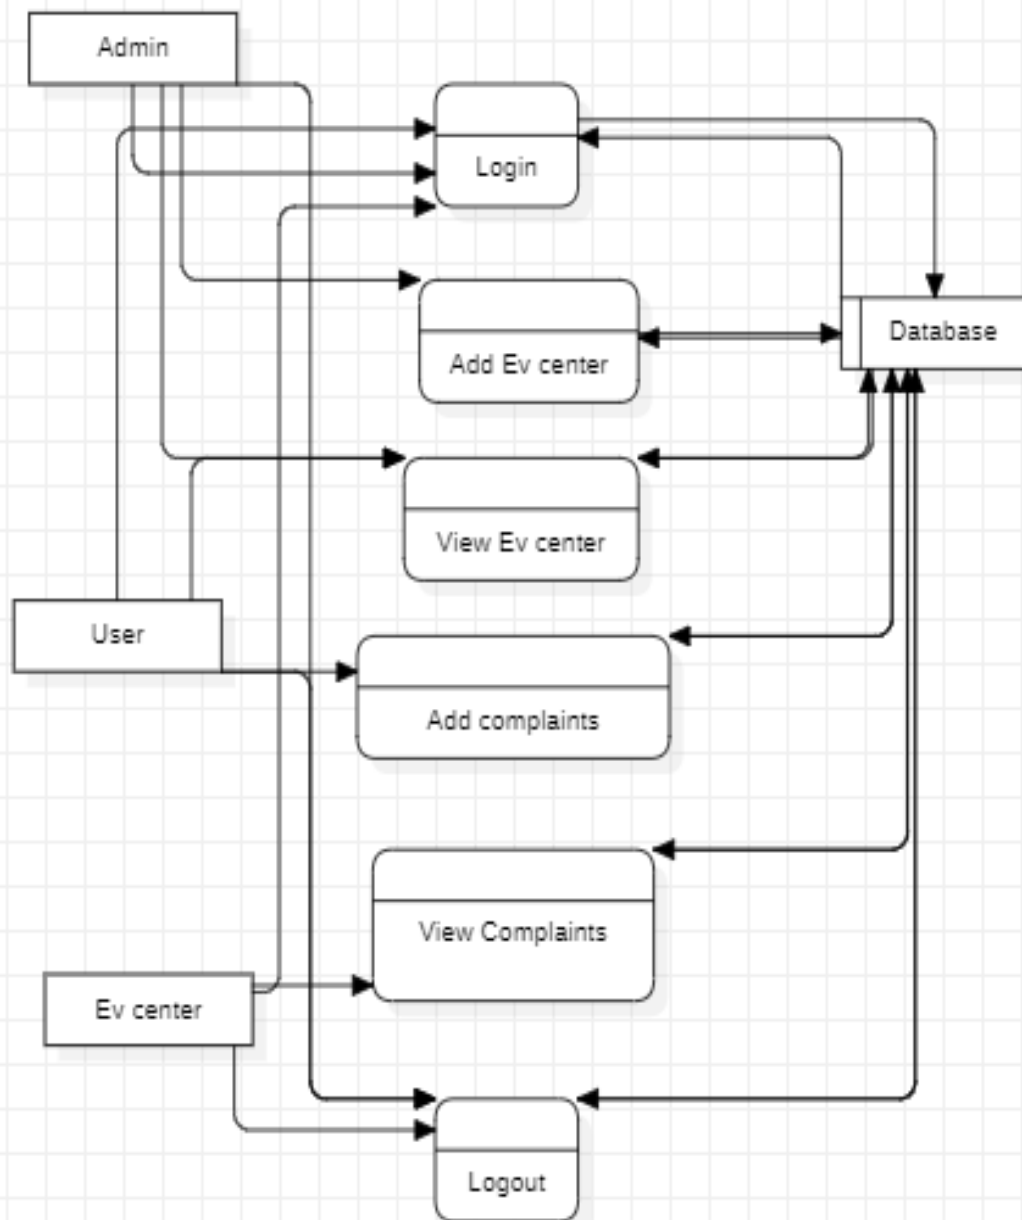 Admin
Login
Database
Add Ev center
View Ev center
User
Add complaints
View Complaints
Ev center
Logout